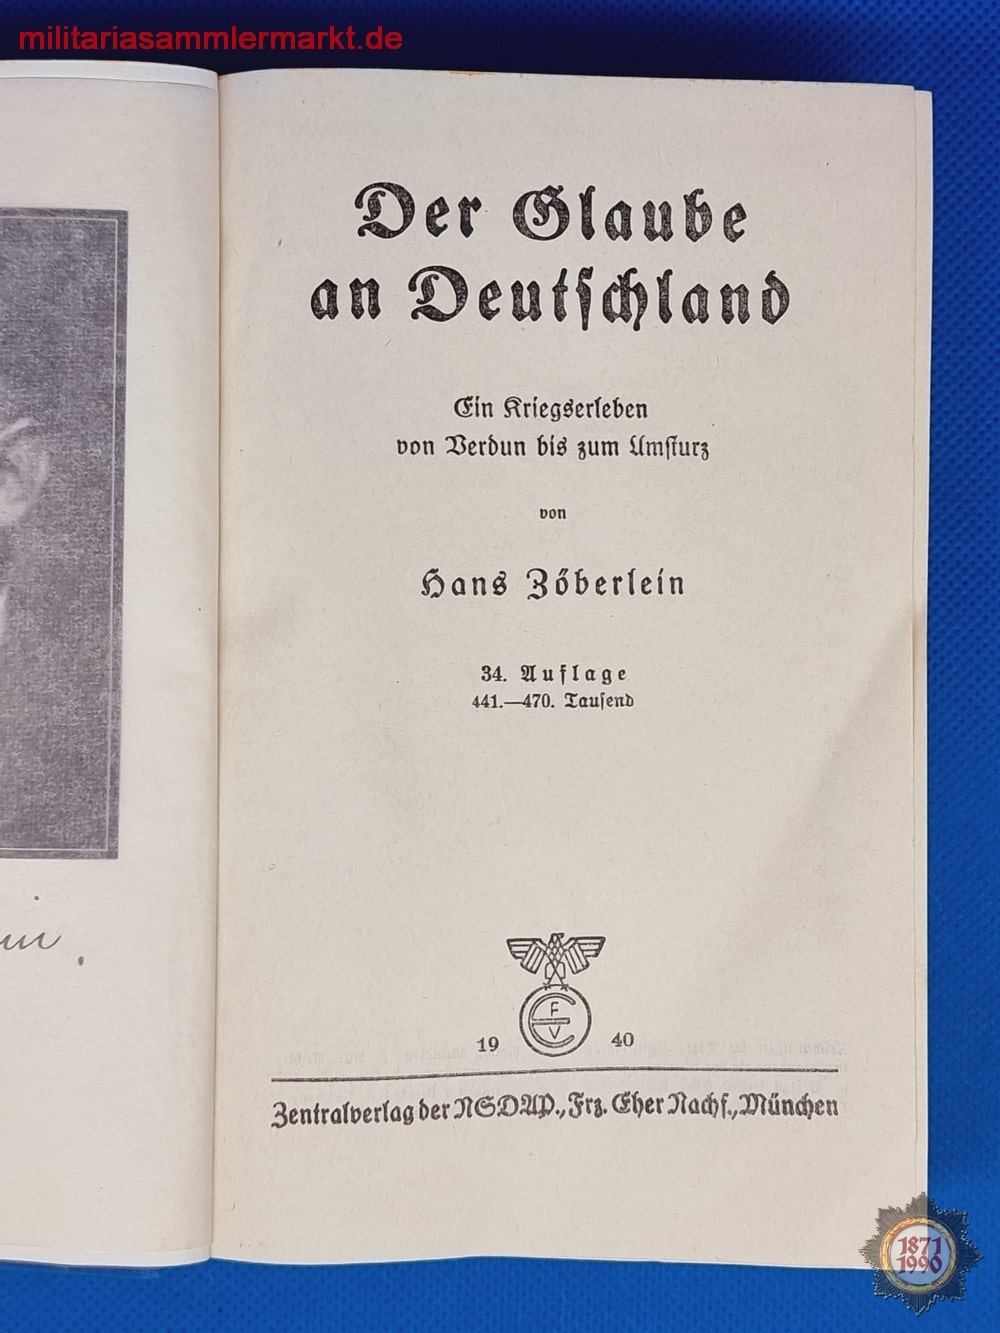 militariasammlermarkt.de
Der Glaube
an Deutschland
Ein Kriegserleben
von Verdun bis zum Umsturz
von
Hans Zöberlein
34. Auflage
441.—470. Tausend
F
E
V
19 40
Zentralverlag der NSDAP., Frz. Eher Nachf., München
1871
1990